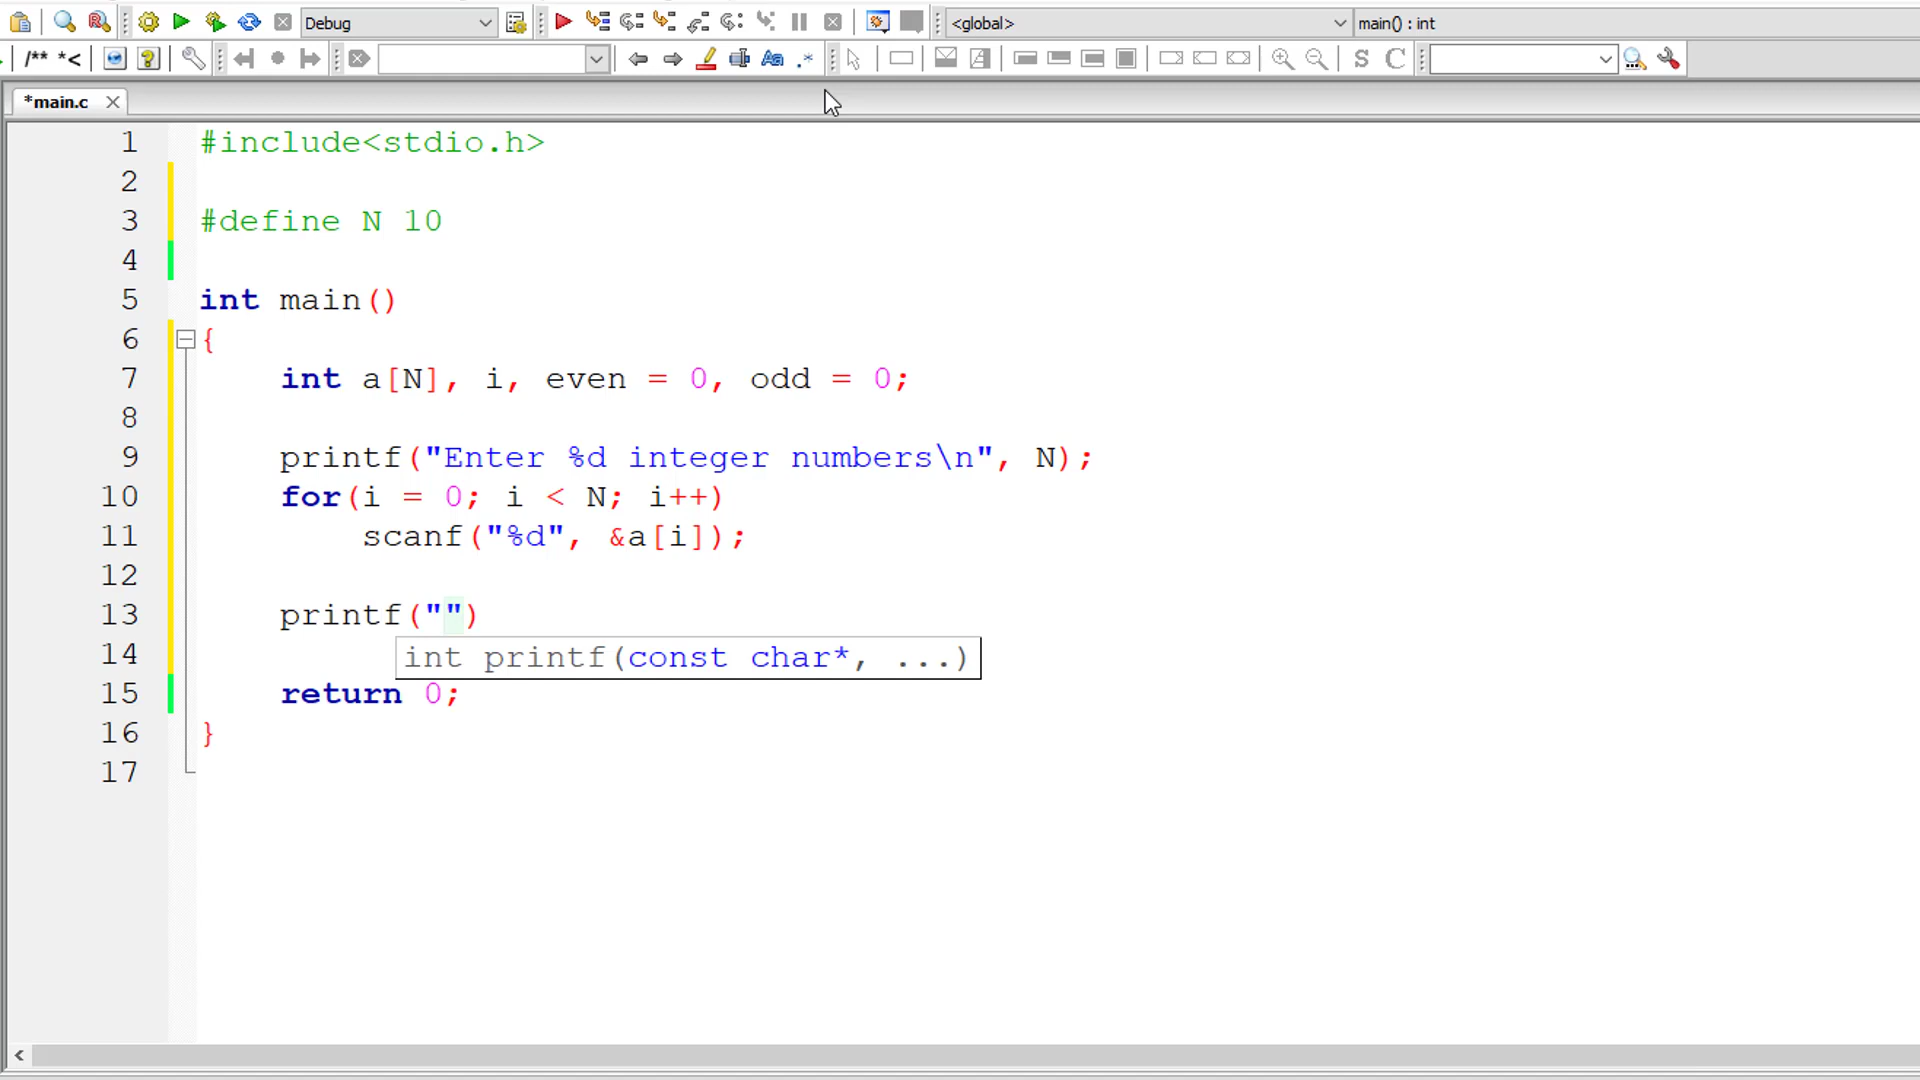 Debug
<global>
main() : int
/** *<
Aa
.*
S
C
*main.c
1 #include<stdio.h>
2
3 #define N 10
4
5 int main()
6 {
7 int a[N], i, even = 0, odd = 0;
8
9 printf("Enter %d integer numbers\n", N);
10 for(i = 0; i < N; i++)
11 scanf("%d", &a[i]);
12
13 printf("")
14 int printf(const char*, ...)
15 return 0;
16 }
17